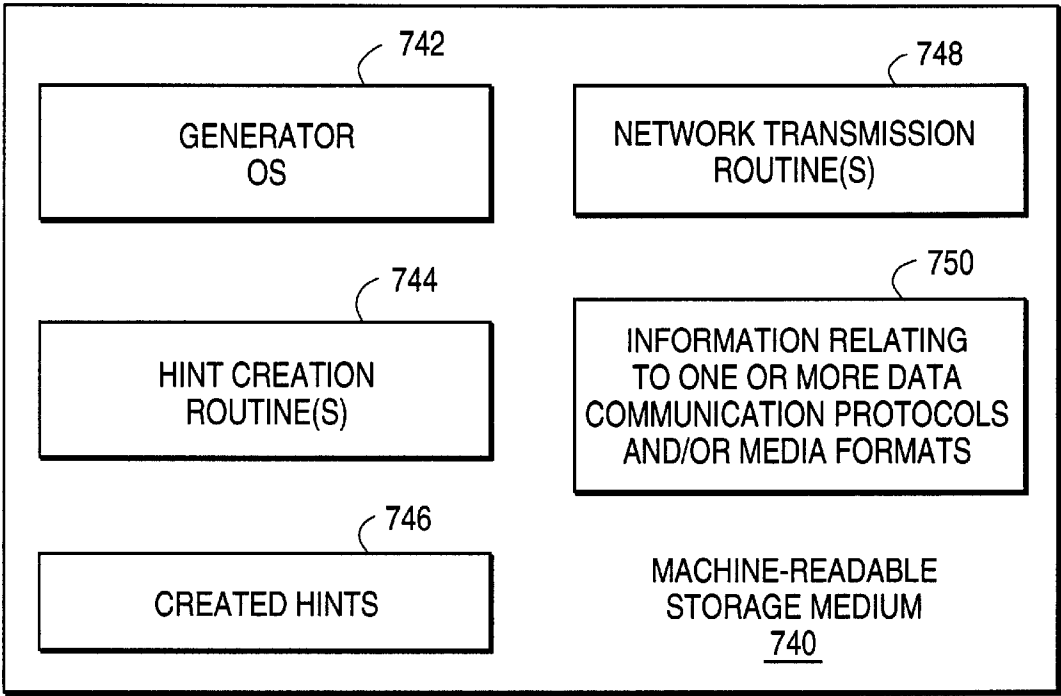 742
GENERATOR
OS
744
HINT CREATION
ROUTINE(S)
746
CREATED HINTS
748
NETWORK TRANSMISSION
ROUTINE(S)
750
INFORMATION RELATING
TO ONE OR MORE DATA
COMMUNICATION PROTOCOLS
AND/OR MEDIA FORMATS
MACHINE-READABLE
STORAGE MEDIUM
740